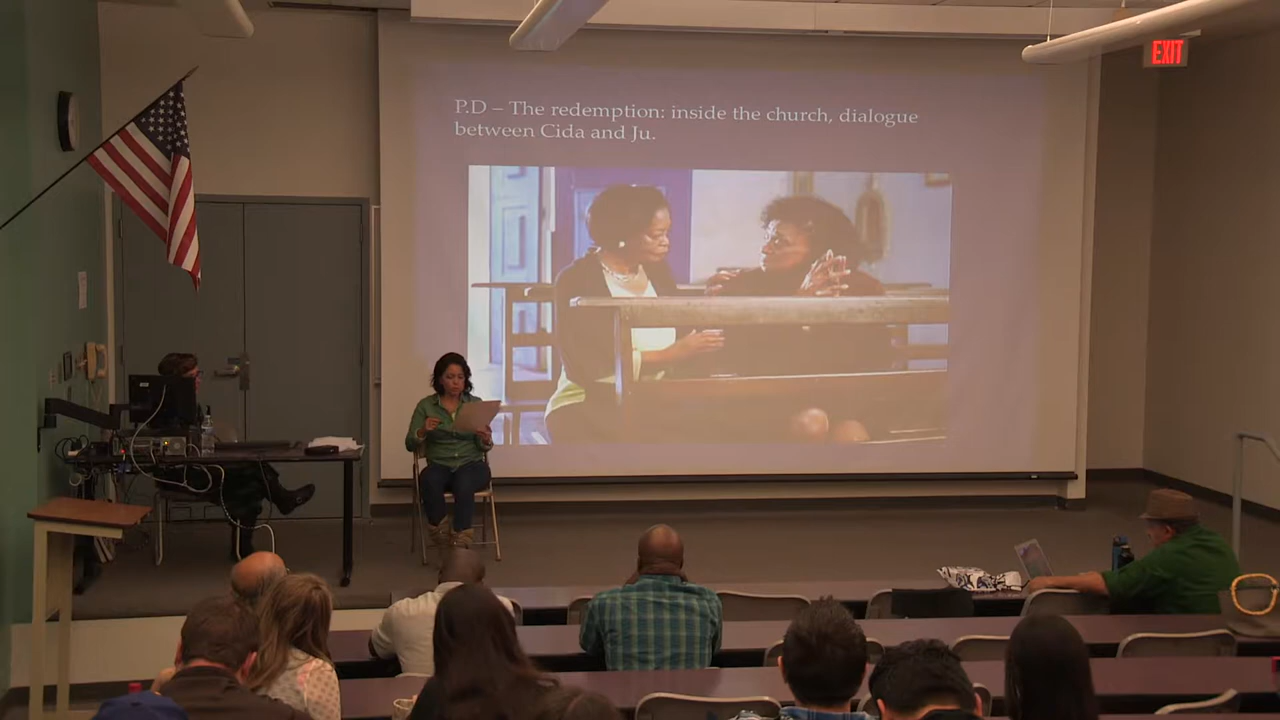 EXIT
P.D – The redemption: inside the church, dialogue
between Cida and Ju.